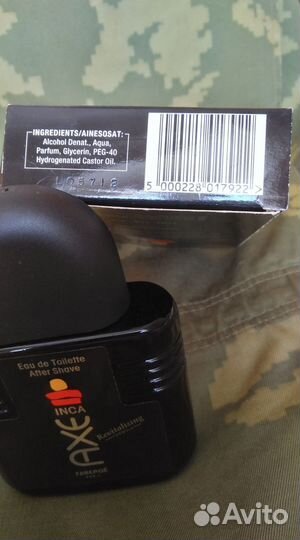 INGREDIENTS/AINESOSAT:
Alcohol Denat., Aqua,
Parfum, Glycerin, PEG-40
Hydrogenated Castor Oil.
5 000228 017922 >
Eau de Toilette
After Shave
INCA
AXE
Revitalising
FABERGÉ
Avito